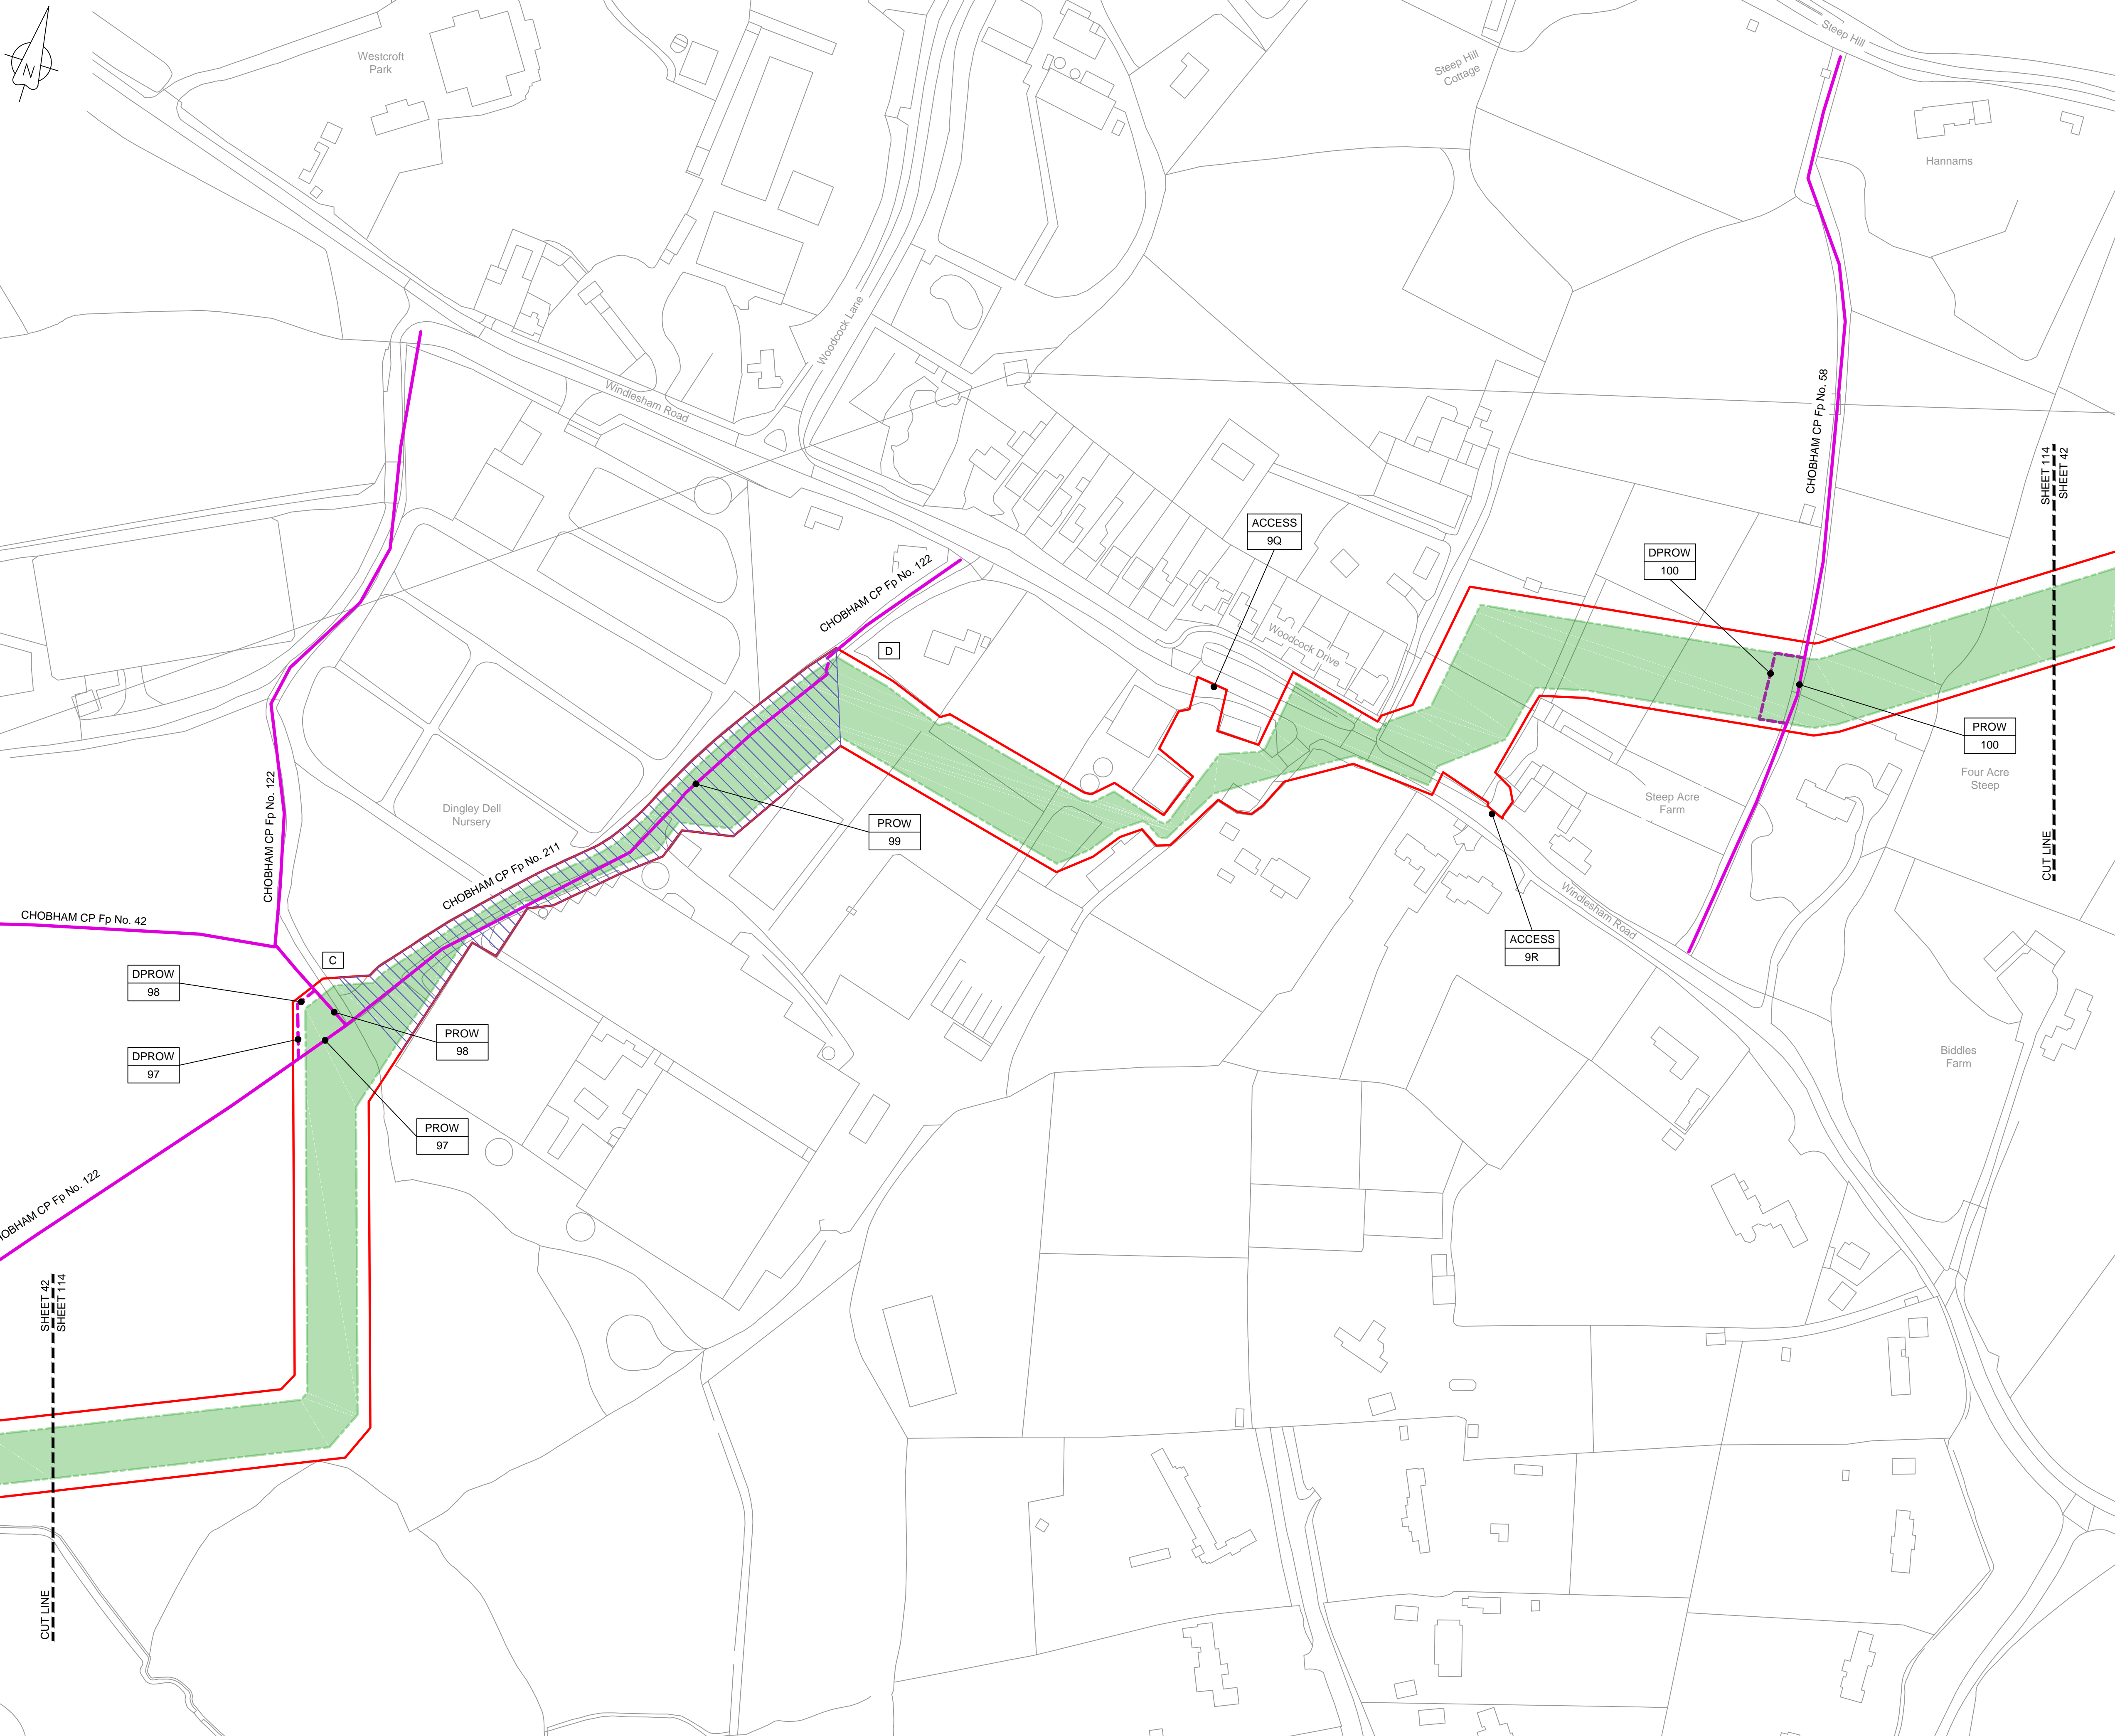 N
Westcroft
Park
Steep Hill
Steep Hill
Cottage
Hannams
Woodcock Lane
Windlesham Road
CHOBHAM CP Fp No. 58
SHEET 114
SHEET 42
ACCESS
9Q
DPROW
100
CHOBHAM CP Fp No. 122
D
Woodcock Drive
PROW
100
Four Acre
Steep
Steep Acre
Farm
CHOBHAM CP Fp No. 122
Dingley Dell
Nursery
PROW
99
CUT LINE
CHOBHAM CP Fp No. 211
Windlesham Road
CHOBHAM CP Fp No. 42
ACCESS
9R
C
DPROW
98
PROW
98
DPROW
97
Biddles
Farm
PROW
97
HOBHAM CP Fp No. 122
SHEET 42
SHEET 114
CUT LINE